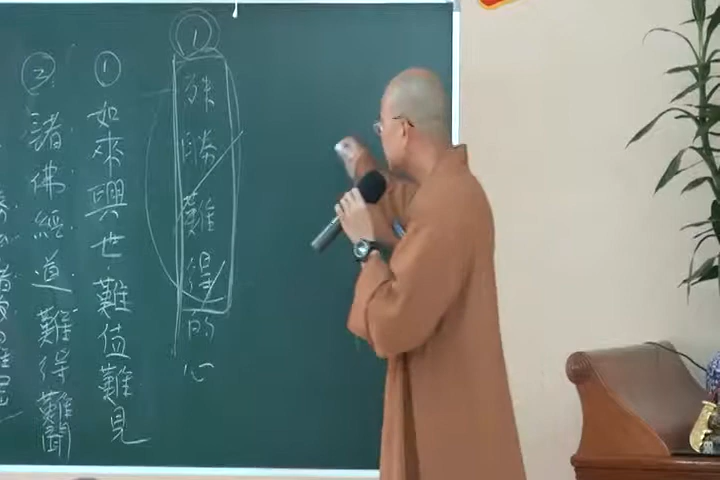 ①
殊勝難得的心
①
如來興世難值難見
②
諸佛經道難得難聞